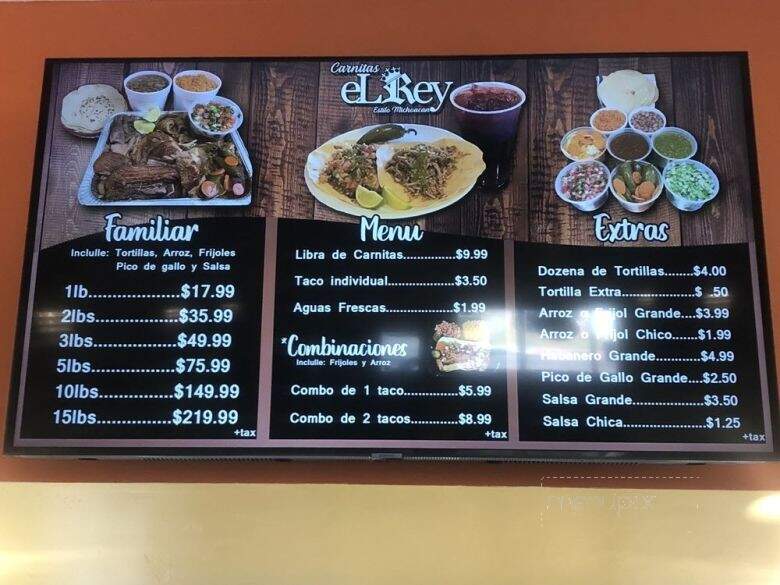 Carnitas
eL Rey
Estilo Michoacan
Familiar
Inclulle: Tortillas, Arroz, Frijoles
Pico de gallo y Salsa
1lb..................$17.99
2lbs.................$35.99
3lbs.................$49.99
5lbs.................$75.99
10lbs..............$149.99
15lbs..............$219.99
+tax
Menu
Libra de Carnitas...............$9.99
Taco individual..................$3.50
Aguas Frescas...................$1.99
*Combinaciones
Inclulle: Frijoles y Arroz
Combo de 1 taco...............$5.99
Combo de 2 tacos.............$8.99
+tax
Extras
Dozena de Tortillas.......$4.00
Tortilla Extra..................$ .50
Arroz o Frijol Grande....$3.99
Arroz o Frijol Chico.......$1.99
Habanero Grande...........$4.99
Pico de Gallo Grande....$2.50
Salsa Grande..................$3.50
Salsa Chica.....................$1.25
+tax
menupix